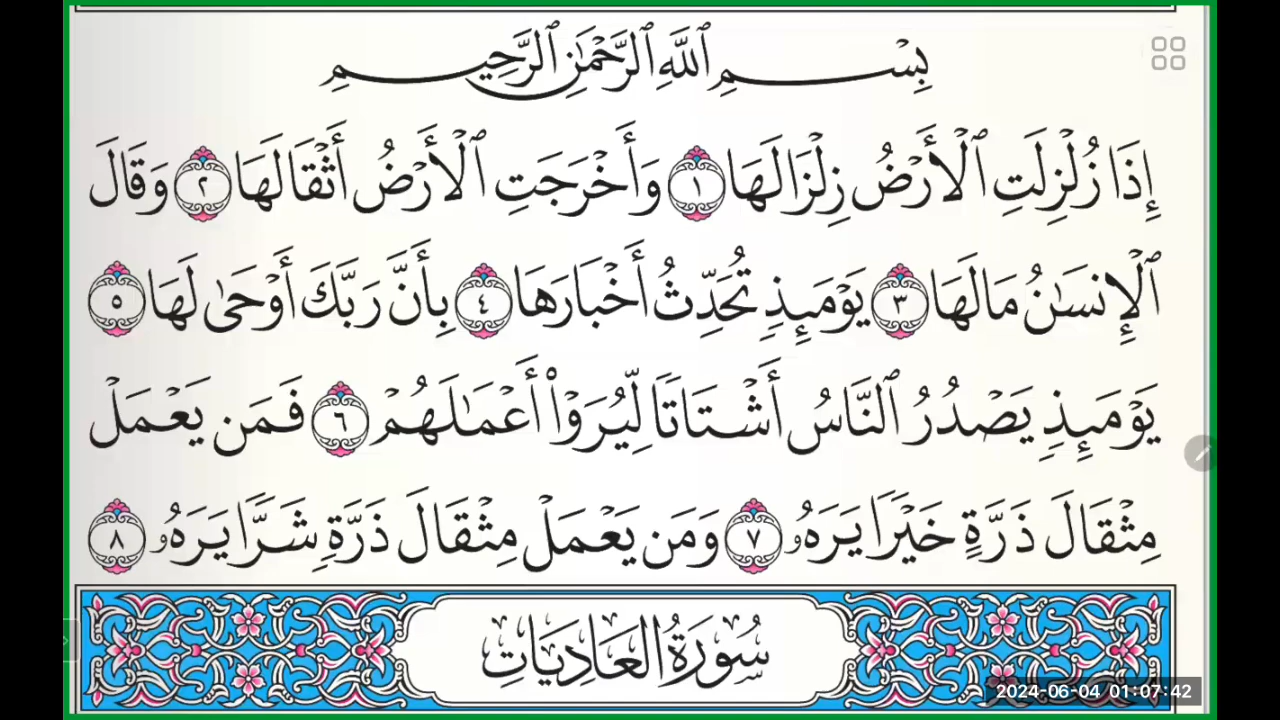 بِسْمِ ٱللَّهِ ٱلرَّحْمَٰنِ ٱلرَّحِيمِ
إِذَا زُلْزِلَتِ ٱلْأَرْضُ زِلْزَالَهَا ١ وَأَخْرَجَتِ ٱلْأَرْضُ أَثْقَالَهَا ٢ وَقَالَ
ٱلْإِنسَٰنُ مَا لَهَا ٣ يَوْمَئِذٍ تُحَدِّثُ أَخْبَارَهَا ٤ بِأَنَّ رَبَّكَ أَوْحَىٰ لَهَا ٥
يَوْمَئِذٍ يَصْدُرُ ٱلنَّاسُ أَشْتَاتًا لِّيُرَوْا۟ أَعْمَٰلَهُمْ ٦ فَمَن يَعْمَلْ
مِثْقَالَ ذَرَّةٍ خَيْرًا يَرَهُۥ ٧ وَمَن يَعْمَلْ مِثْقَالَ ذَرَّةٍ شَرًّا يَرَهُۥ ٨
سُورَةُ العَادِيَاتِ
2024-06-04 01:07:42